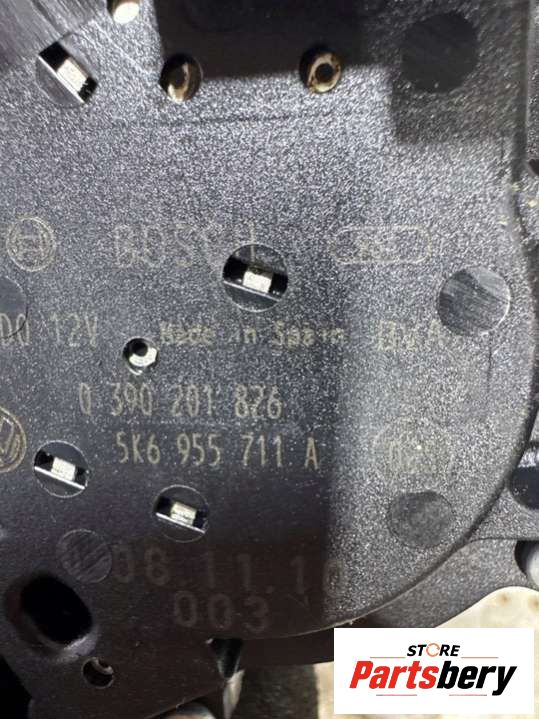 BOSCH
12V Made in Spain
0 390 201 826
5K6 955 711 A
08.11.10
003
STORE
Partsbery